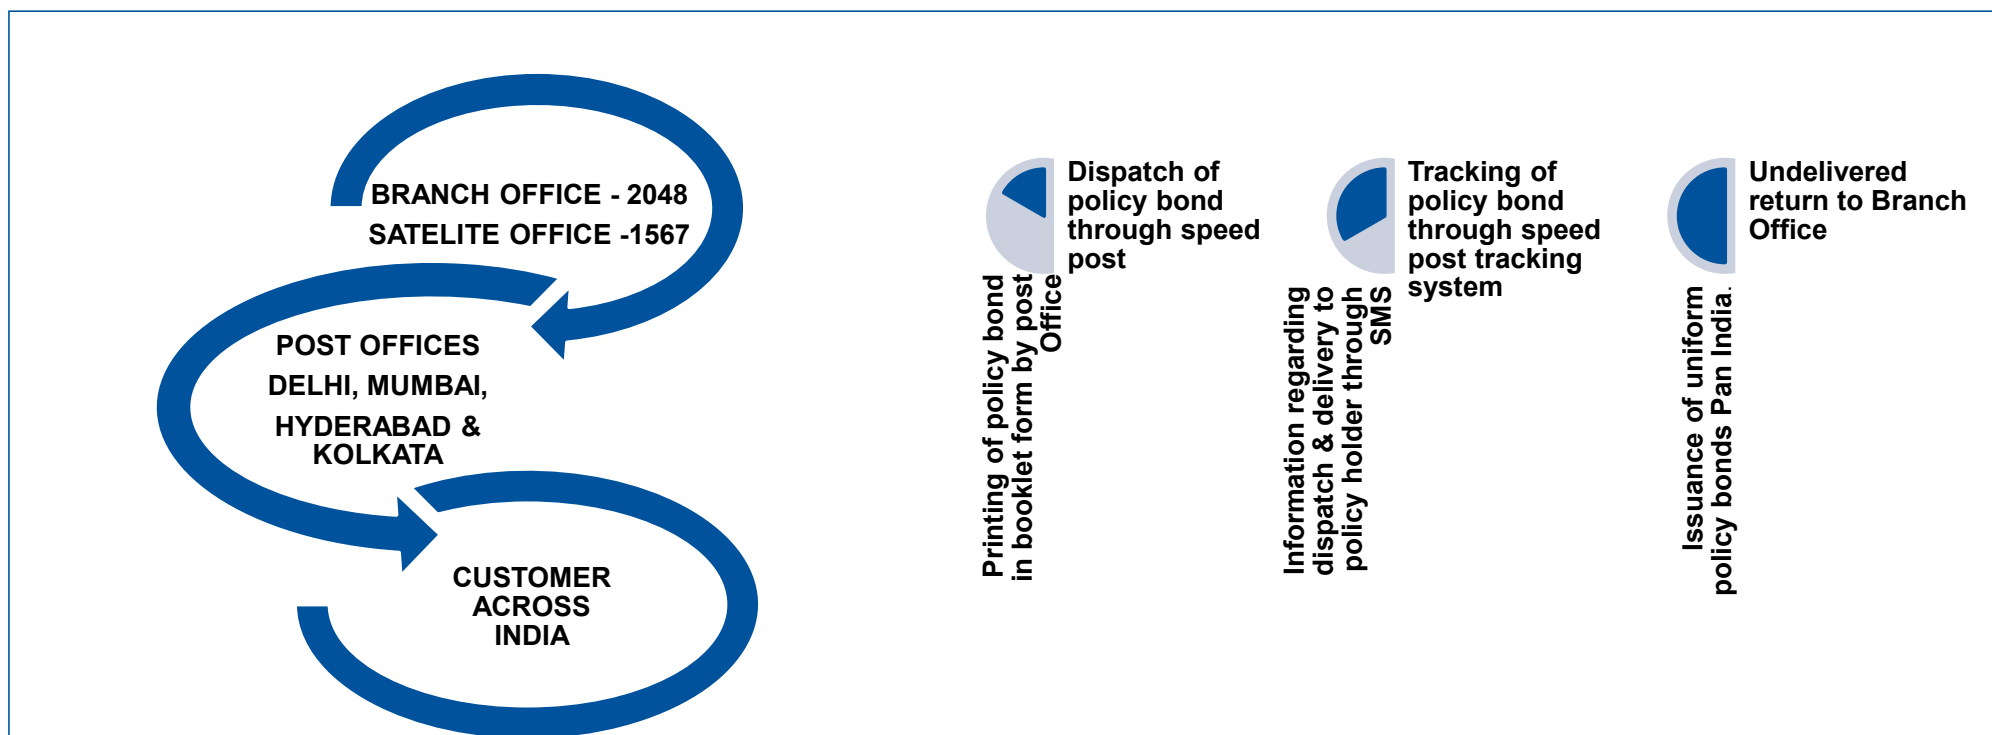 BRANCH OFFICE - 2048
SATELITE OFFICE -1567
POST OFFICES
DELHI, MUMBAI,
HYDERABAD &
KOLKATA
CUSTOMER
ACROSS
INDIA
Printing of policy bond
in booklet form by post
Office
Dispatch of
policy bond
through speed
post
Information regarding
dispatch & delivery to
policy holder through
SMS
Tracking of
policy bond
through speed
post tracking
system
Issuance of uniform
policy bonds Pan India.
Undelivered
return to Branch
Office